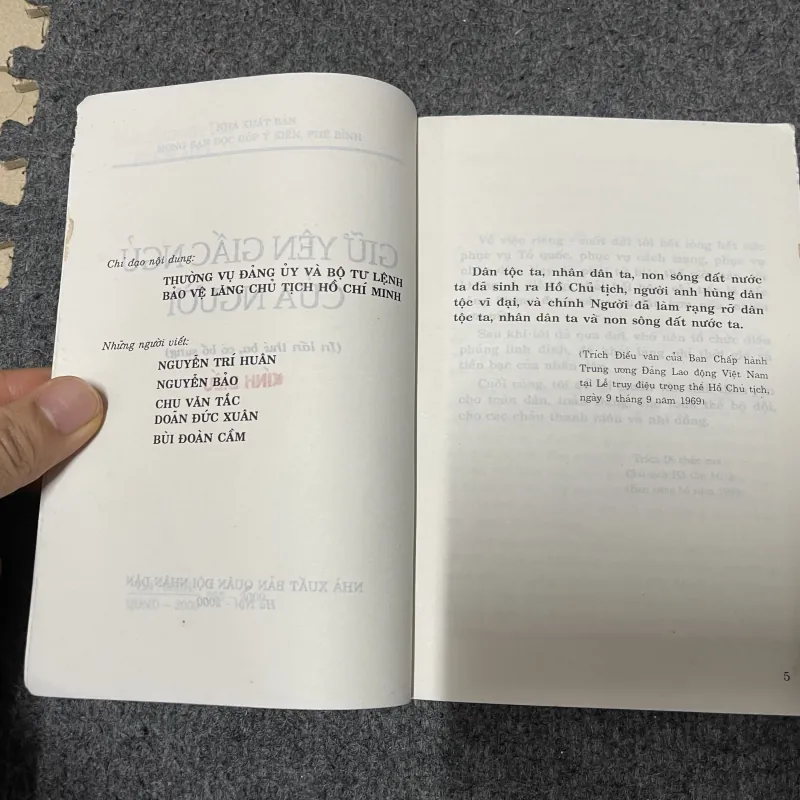 Chỉ đạo nội dung:
THƯỜNG VỤ ĐẢNG ỦY VÀ BỘ TƯ LỆNH
BẢO VỆ LĂNG CHỦ TỊCH HỒ CHÍ MINH
Những người viết:
NGUYỄN TRÍ HUÂN
NGUYỄN BẢO
CHU VĂN TẮC
DOÃN ĐỨC XUÂN
BÙI ĐOÀN CẦM
Dân tộc ta, nhân dân ta, non sông đất nước
ta đã sinh ra Hồ Chủ tịch, người anh hùng dân
tộc vĩ đại, và chính Người đã làm rạng rỡ dân
tộc ta, nhân dân ta và non sông đất nước ta.
(Trích Điếu văn của Ban Chấp hành
Trung ương Đảng Lao động Việt Nam
tại Lễ truy điệu trọng thể Hồ Chủ tịch,
ngày 9 tháng 9 năm 1969)
5